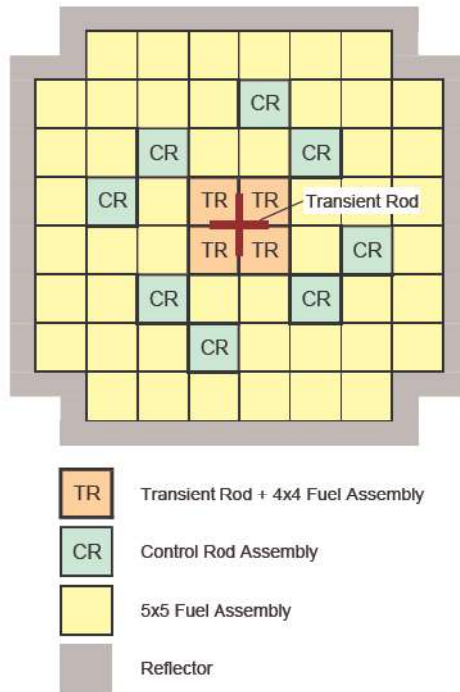 CR
CR CR
CR TR TR Transient Rod
TR TR CR
CR CR
CR
TR Transient Rod + 4x4 Fuel Assembly
CR Control Rod Assembly
5x5 Fuel Assembly
Reflector